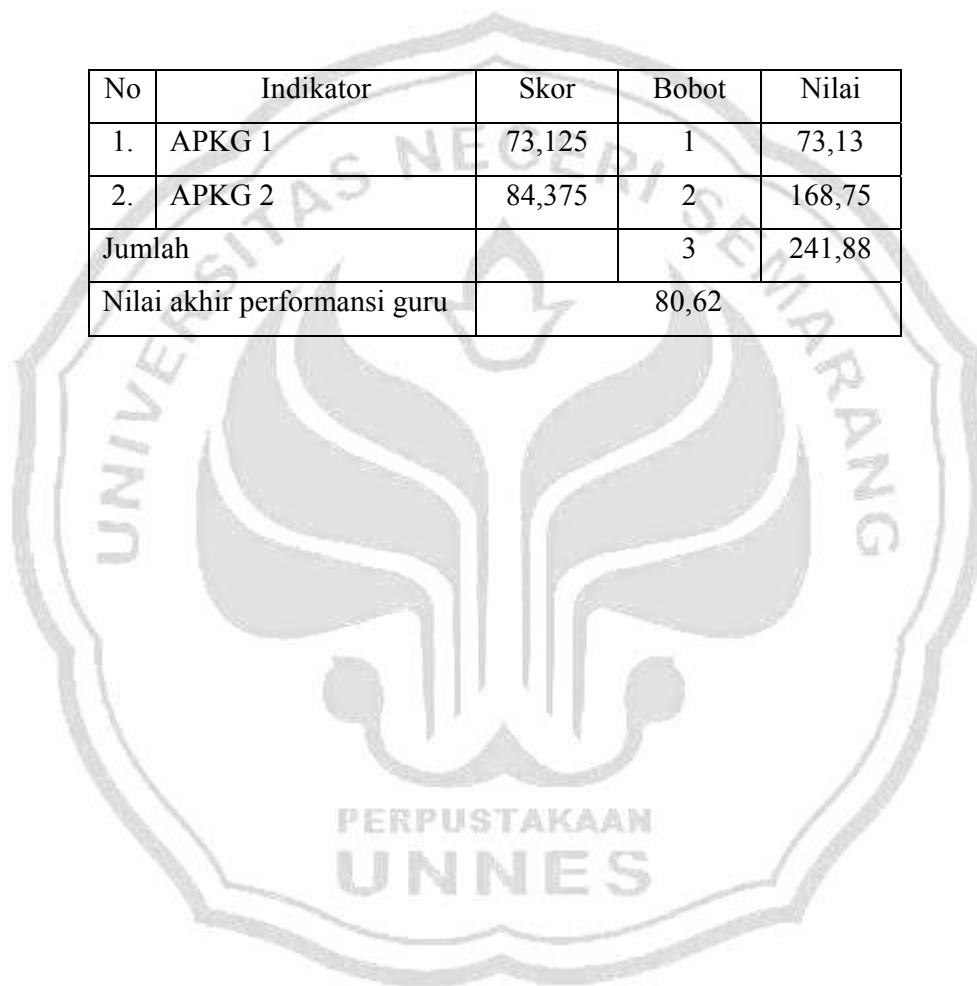 No Indikator Skor Bobot Nilai
1. APKG 1 73,125 1 73,13
2. APKG 2 84,375 2 168,75
Jumlah 3 241,88
Nilai akhir performansi guru 80,62
UNIVERSITAS NEGERI SEMARANG
PERPUSTAKAAN
UNNES